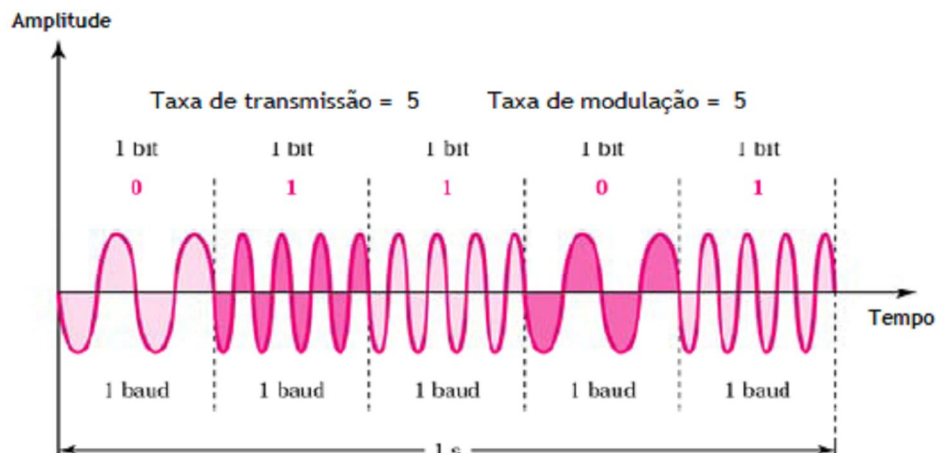 Amplitude
Taxa de transmissão = 5 Taxa de modulação = 5
1 bit 1 bit 1 bit 1 bit 1 bit
0 1 1 0 1
Tempo
1 baud 1 baud 1 baud 1 baud 1 baud
1 s